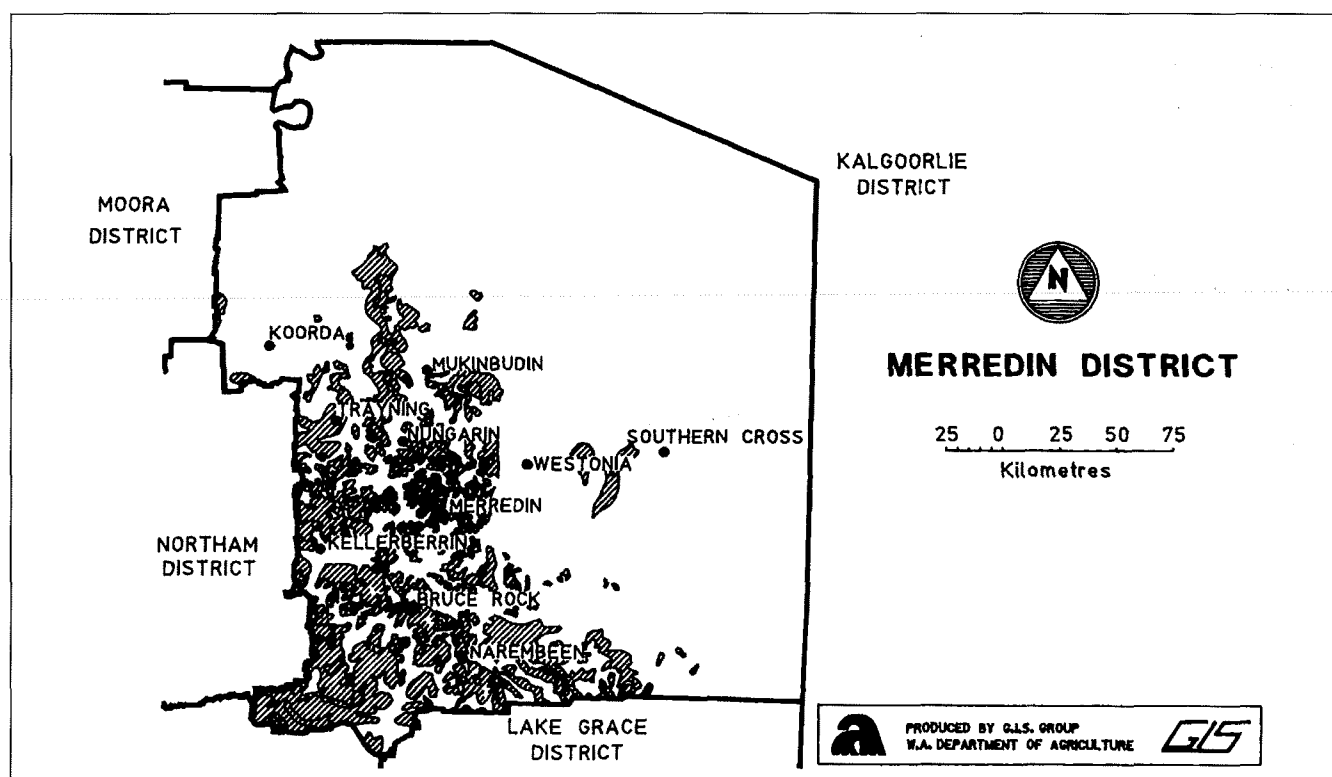 KALGOORLIE
DISTRICT
MOORA
DISTRICT
N
KOORDA
MUKINBUDIN
MERREDIN DISTRICT
TRAYNING
NUNGARIN
SOUTHERN CROSS
25 0 25 50 75
Kilometres
WESTONIA
MERREDIN
NORTHAM
DISTRICT
KELLERBERRIN
BRUCE ROCK
NAREMBEEN
LAKE GRACE
DISTRICT
PRODUCED BY G.I.S. GROUP
W.A. DEPARTMENT OF AGRICULTURE
GIS